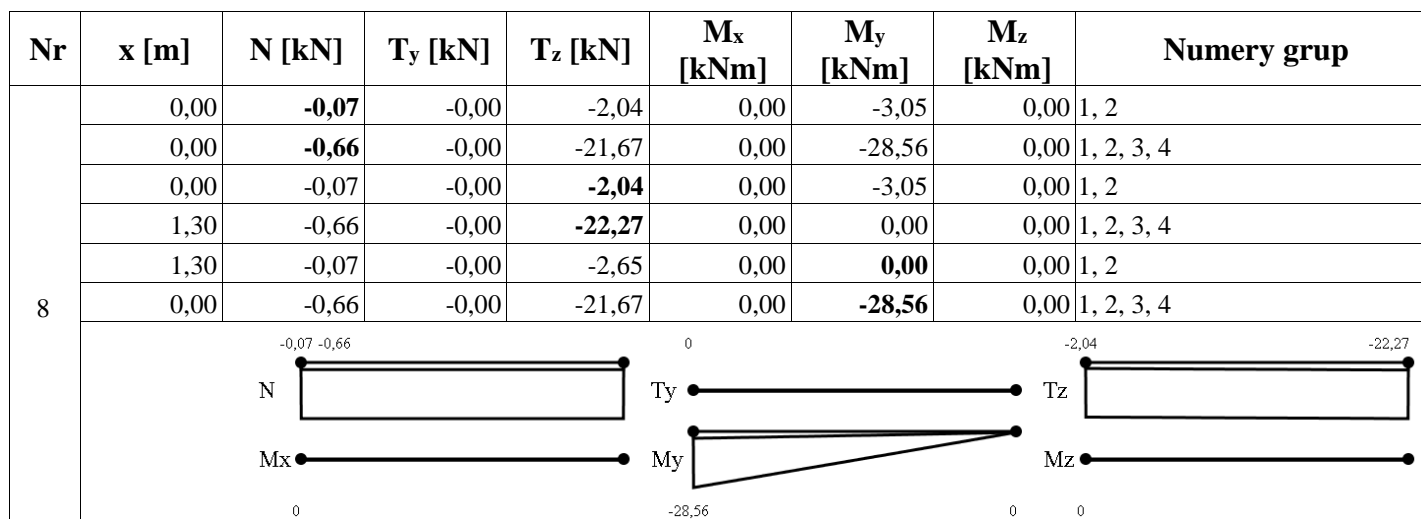 Nr x [m] N [kN] Ty [kN] Tz [kN] Mx [kNm] My [kNm] Mz [kNm] Numery grup
0,00 -0,07 -0,00 -2,04 0,00 -3,05 0,00 1, 2
0,00 -0,66 -0,00 -21,67 0,00 -28,56 0,00 1, 2, 3, 4
0,00 -0,07 -0,00 -2,04 0,00 -3,05 0,00 1, 2
1,30 -0,66 -0,00 -22,27 0,00 0,00 0,00 1, 2, 3, 4
1,30 -0,07 -0,00 -2,65 0,00 0,00 0,00 1, 2
8 0,00 -0,66 -0,00 -21,67 0,00 -28,56 0,00 1, 2, 3, 4
-0,07 -0,66 0 -2,04 -22,27
N Ty Tz
Mx My Mz
0 -28,56 0 0